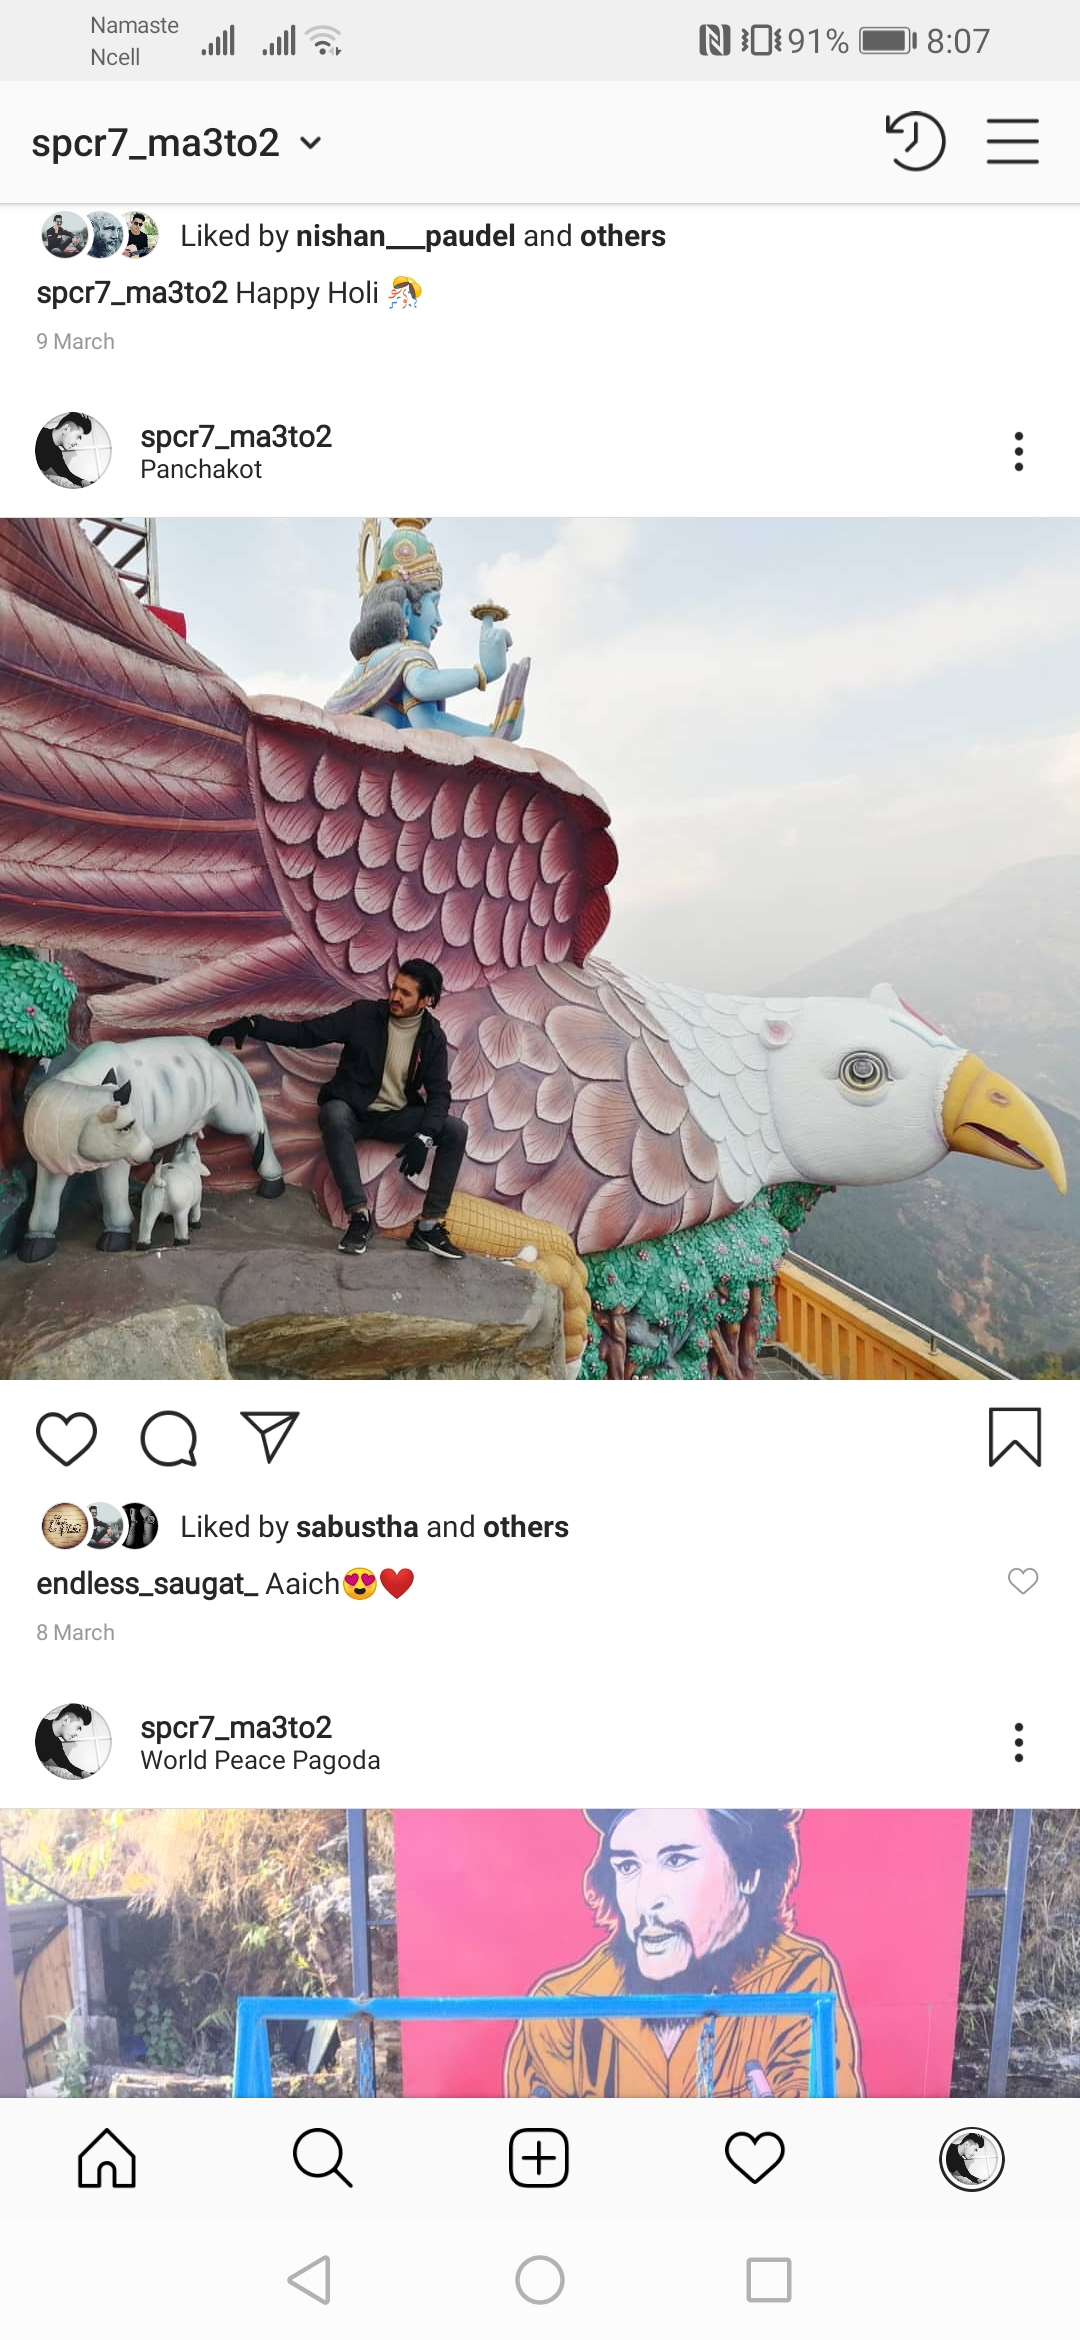 Namaste
Ncell
91% 8:07
spcr7_ma3to2
Liked by nishan___paudel and others
spcr7_ma3to2 Happy Holi 🎊
9 March
spcr7_ma3to2
Panchakot
Liked by sabustha and others
endless_saugat_ Aaich😍❤️
8 March
spcr7_ma3to2
World Peace Pagoda